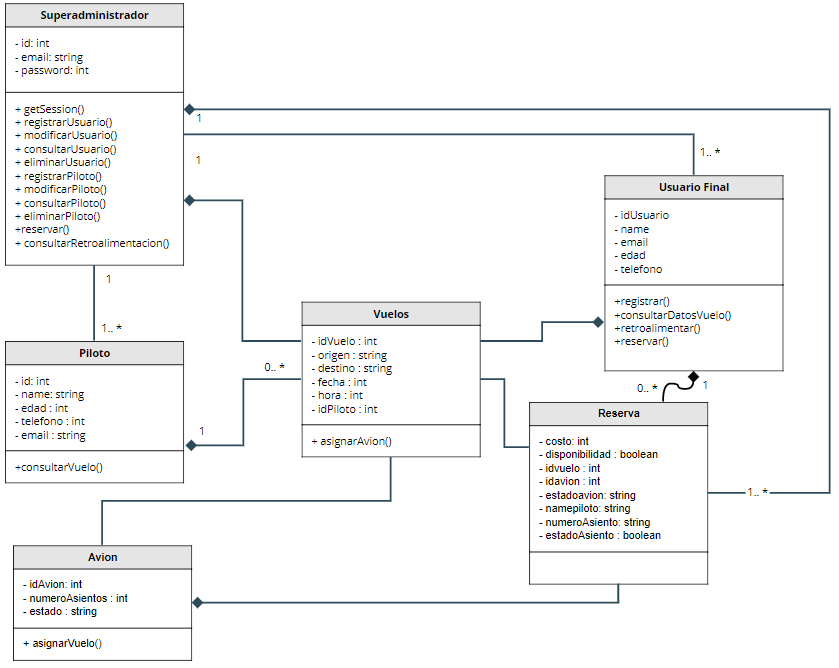 Superadministrador
- id: int
- email: string
- password: int
+ getSession()
+ registrarUsuario()
+ modificarUsuario()
+ consultarUsuario()
+ eliminarUsuario()
+ registrarPiloto()
+ modificarPiloto()
+ consultarPiloto()
+ eliminarPiloto()
+reservar()
+ consultarRetroalimentacion()
1
1
1.. *
1
1.. *
Usuario Final
- idUsuario
- name
- email
- edad
- telefono
+registrar()
+consultarDatosVuelo()
+retroalimentar()
+reservar()
Vuelos
- idVuelo : int
- origen : string
- destino : string
- fecha : int
- hora : int
- idPiloto : int
+ asignarAvion()
Piloto
- id: int
- name: string
- edad : int
- telefono : int
- email : string
+consultarVuelo()
0.. *
1
0.. *
1
Reserva
- costo: int
- disponibilidad : boolean
- idvuelo : int
- idavion : int
- estadoavion: string
- namepiloto: string
- numeroAsiento: string
- estadoAsiento : boolean
1.. *
Avion
- idAvion: int
- numeroAsientos : int
- estado : string
+ asignarVuelo()